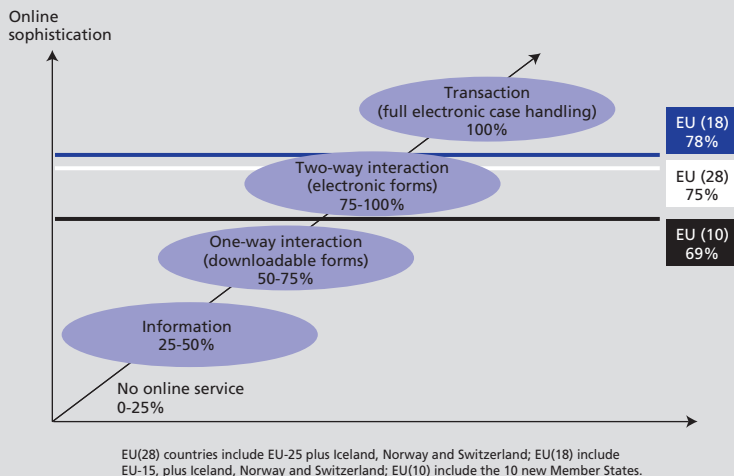 Online
sophistication
Transaction
(full electronic case handling)
100%
EU (18)
78%
Two-way interaction
(electronic forms)
75-100%
EU (28)
75%
EU (10)
69%
One-way interaction
(downloadable forms)
50-75%
Information
25-50%
No online service
0-25%
EU(28) countries include EU-25 plus Iceland, Norway and Switzerland; EU(18) include
EU-15, plus Iceland, Norway and Switzerland; EU(10) include the 10 new Member States.